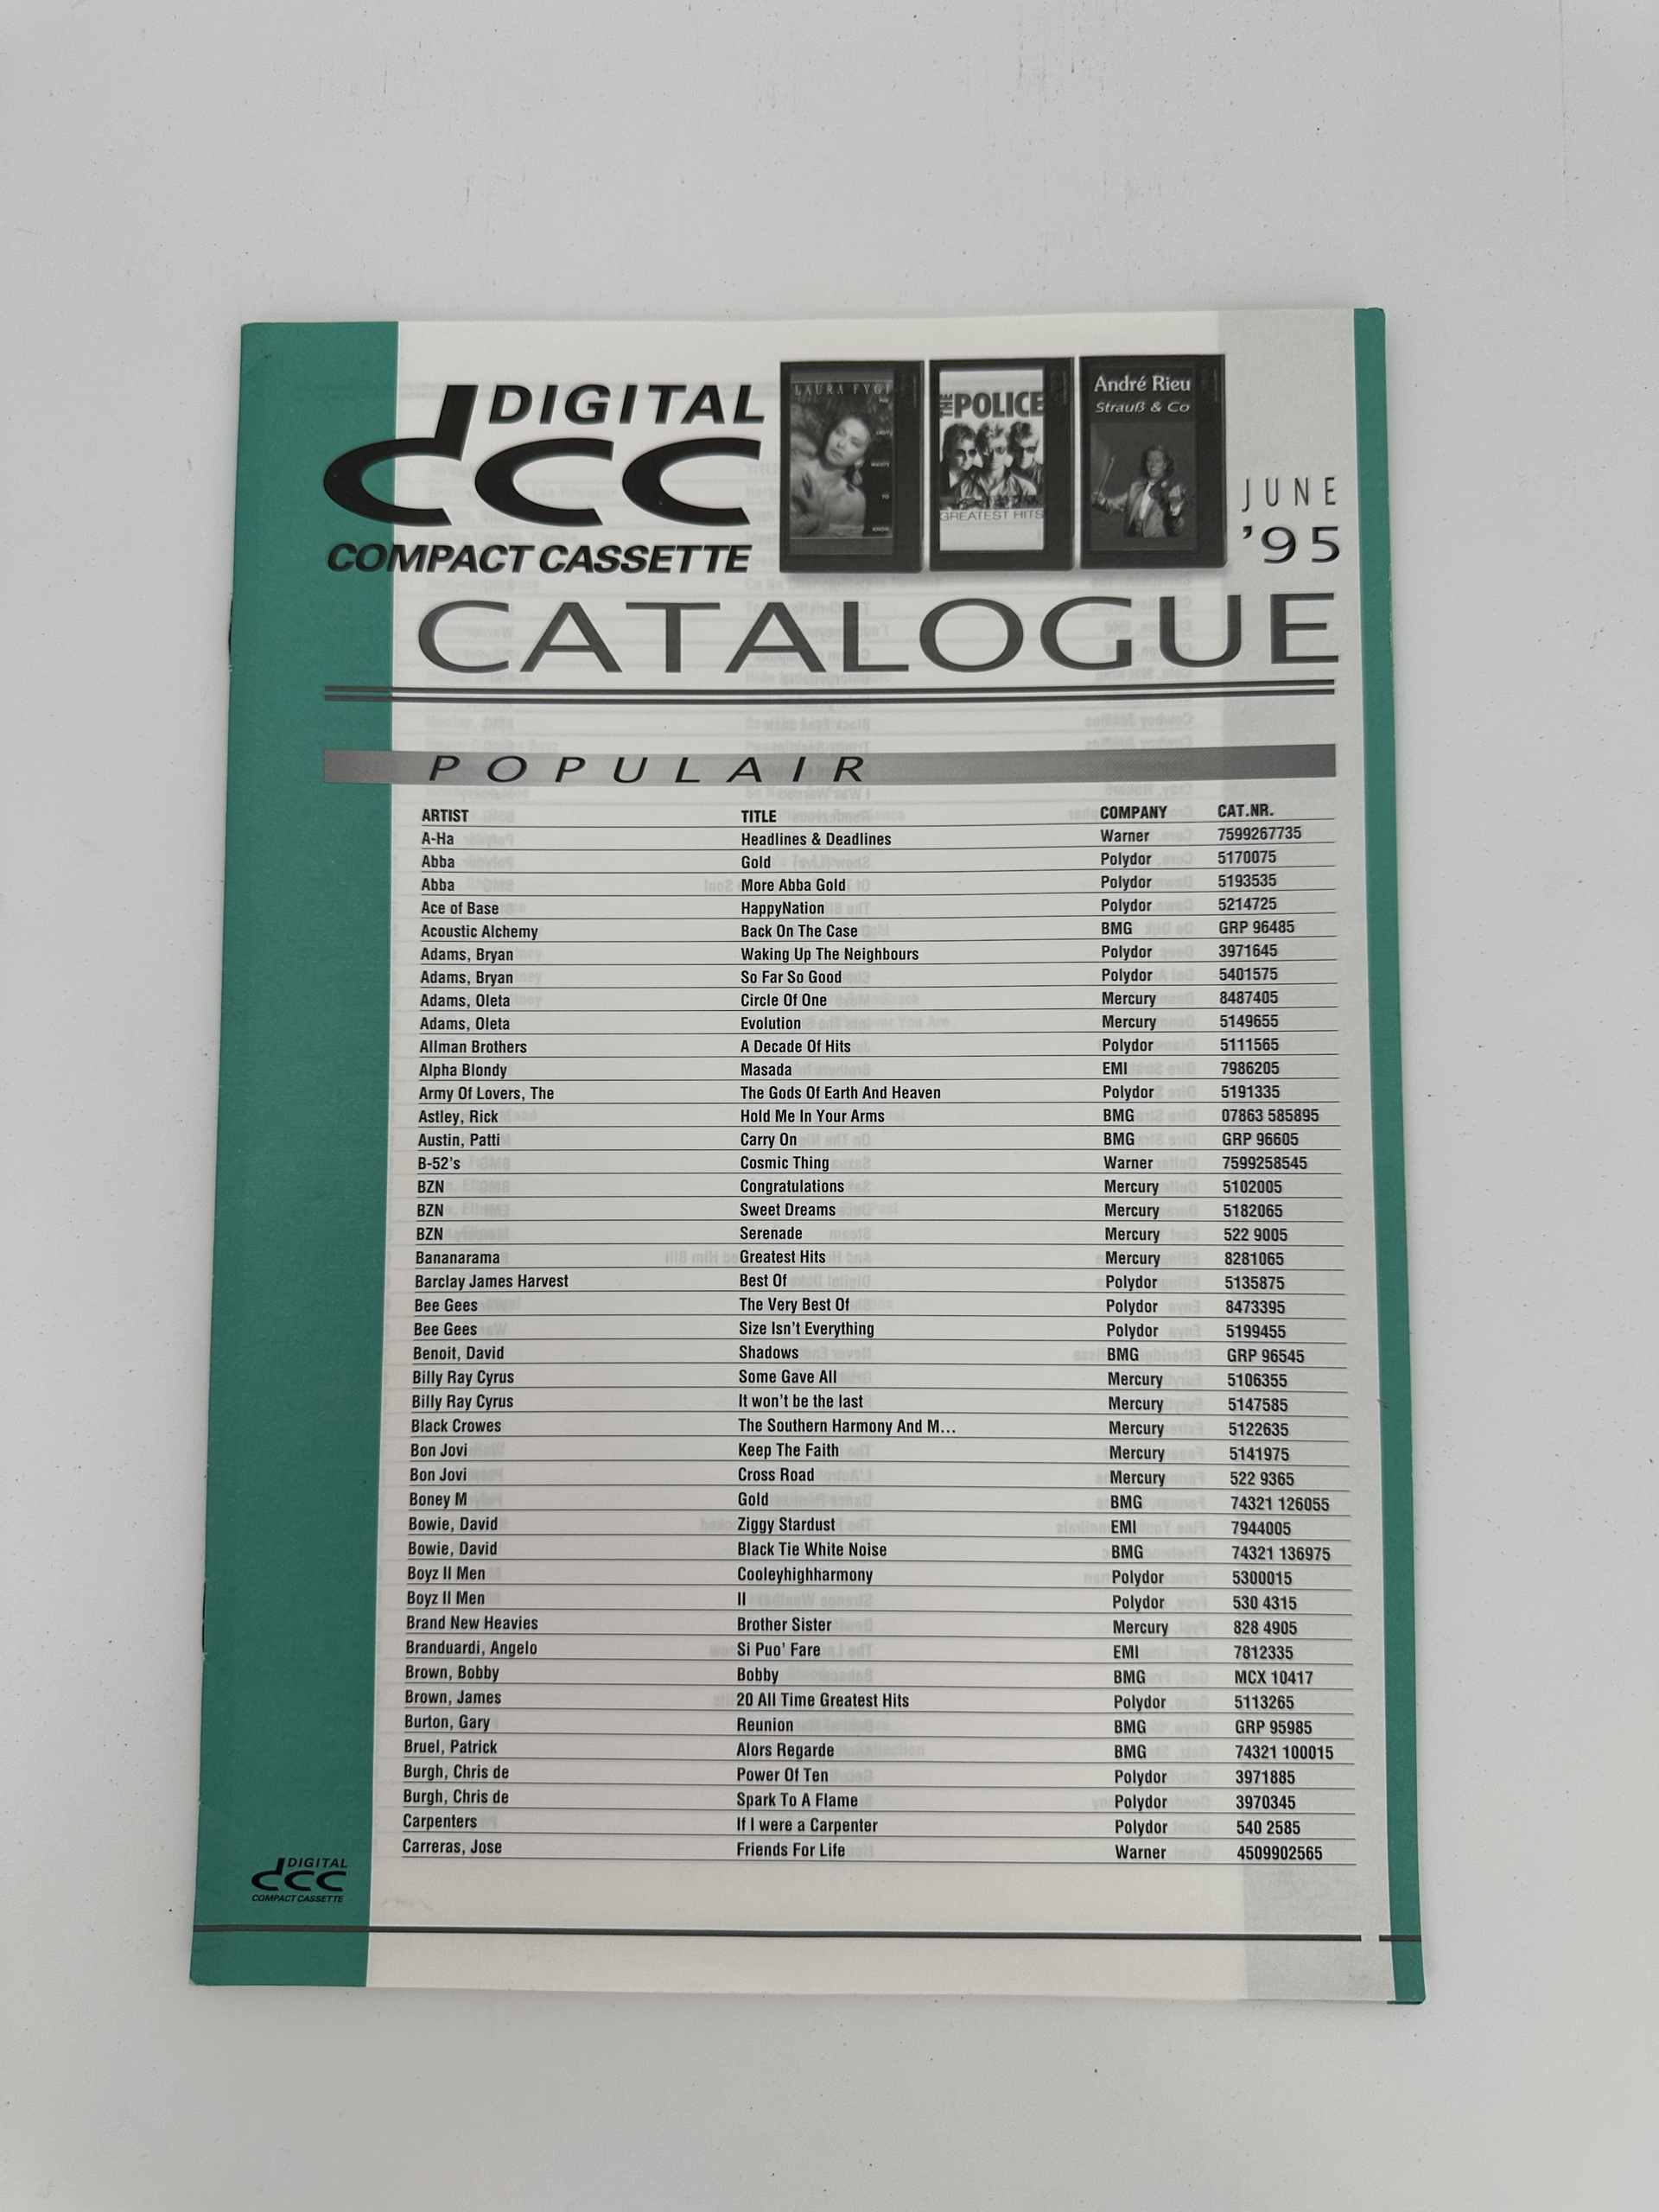 DIGITAL
dcc
COMPACT CASSETTE
LAURA FYGI
THE
LADY
WANTS
TO
KNOW
THE POLICE
GREATEST HITS
André Rieu
Strauß & Co
JUNE
'95
CATALOGUE
POPULAIR
ARTIST TITLE COMPANY CAT.NR.
A-Ha Headlines & Deadlines Warner 7599267735
Abba Gold Polydor 5170075
Abba More Abba Gold Polydor 5193535
Ace of Base HappyNation Polydor 5214725
Acoustic Alchemy Back On The Case BMG GRP 96485
Adams, Bryan Waking Up The Neighbours Polydor 3971645
Adams, Bryan So Far So Good Polydor 5401575
Adams, Oleta Circle Of One Mercury 8487405
Adams, Oleta Evolution Mercury 5149655
Allman Brothers A Decade Of Hits Polydor 5111565
Alpha Blondy Masada EMI 7986205
Army Of Lovers, The The Gods Of Earth And Heaven Polydor 5191335
Astley, Rick Hold Me In Your Arms BMG 07863 585895
Austin, Patti Carry On BMG GRP 96605
B-52's Cosmic Thing Warner 7599258545
BZN Congratulations Mercury 5102005
BZN Sweet Dreams Mercury 5182065
BZN Serenade Mercury 522 9005
Bananarama Greatest Hits Mercury 8281065
Barclay James Harvest Best Of Polydor 5135875
Bee Gees The Very Best Of Polydor 8473395
Bee Gees Size Isn't Everything Polydor 5199455
Benoit, David Shadows BMG GRP 96545
Billy Ray Cyrus Some Gave All Mercury 5106355
Billy Ray Cyrus It won't be the last Mercury 5147585
Black Crowes The Southern Harmony And M... Mercury 5122635
Bon Jovi Keep The Faith Mercury 5141975
Bon Jovi Cross Road Mercury 522 9365
Boney M Gold BMG 74321 126055
Bowie, David Ziggy Stardust EMI 7944005
Bowie, David Black Tie White Noise BMG 74321 136975
Boyz II Men Cooleyhighharmony Polydor 5300015
Boyz II Men II Polydor 530 4315
Brand New Heavies Brother Sister Mercury 828 4905
Branduardi, Angelo Si Puo' Fare EMI 7812335
Brown, Bobby Bobby BMG MCX 10417
Brown, James 20 All Time Greatest Hits Polydor 5113265
Burton, Gary Reunion BMG GRP 95985
Bruel, Patrick Alors Regarde BMG 74321 100015
Burgh, Chris de Power Of Ten Polydor 3971885
Burgh, Chris de Spark To A Flame Polydor 3970345
Carpenters If I were a Carpenter Polydor 540 2585
Carreras, Jose Friends For Life Warner 4509902565
DIGITAL
dcc
COMPACT CASSETTE